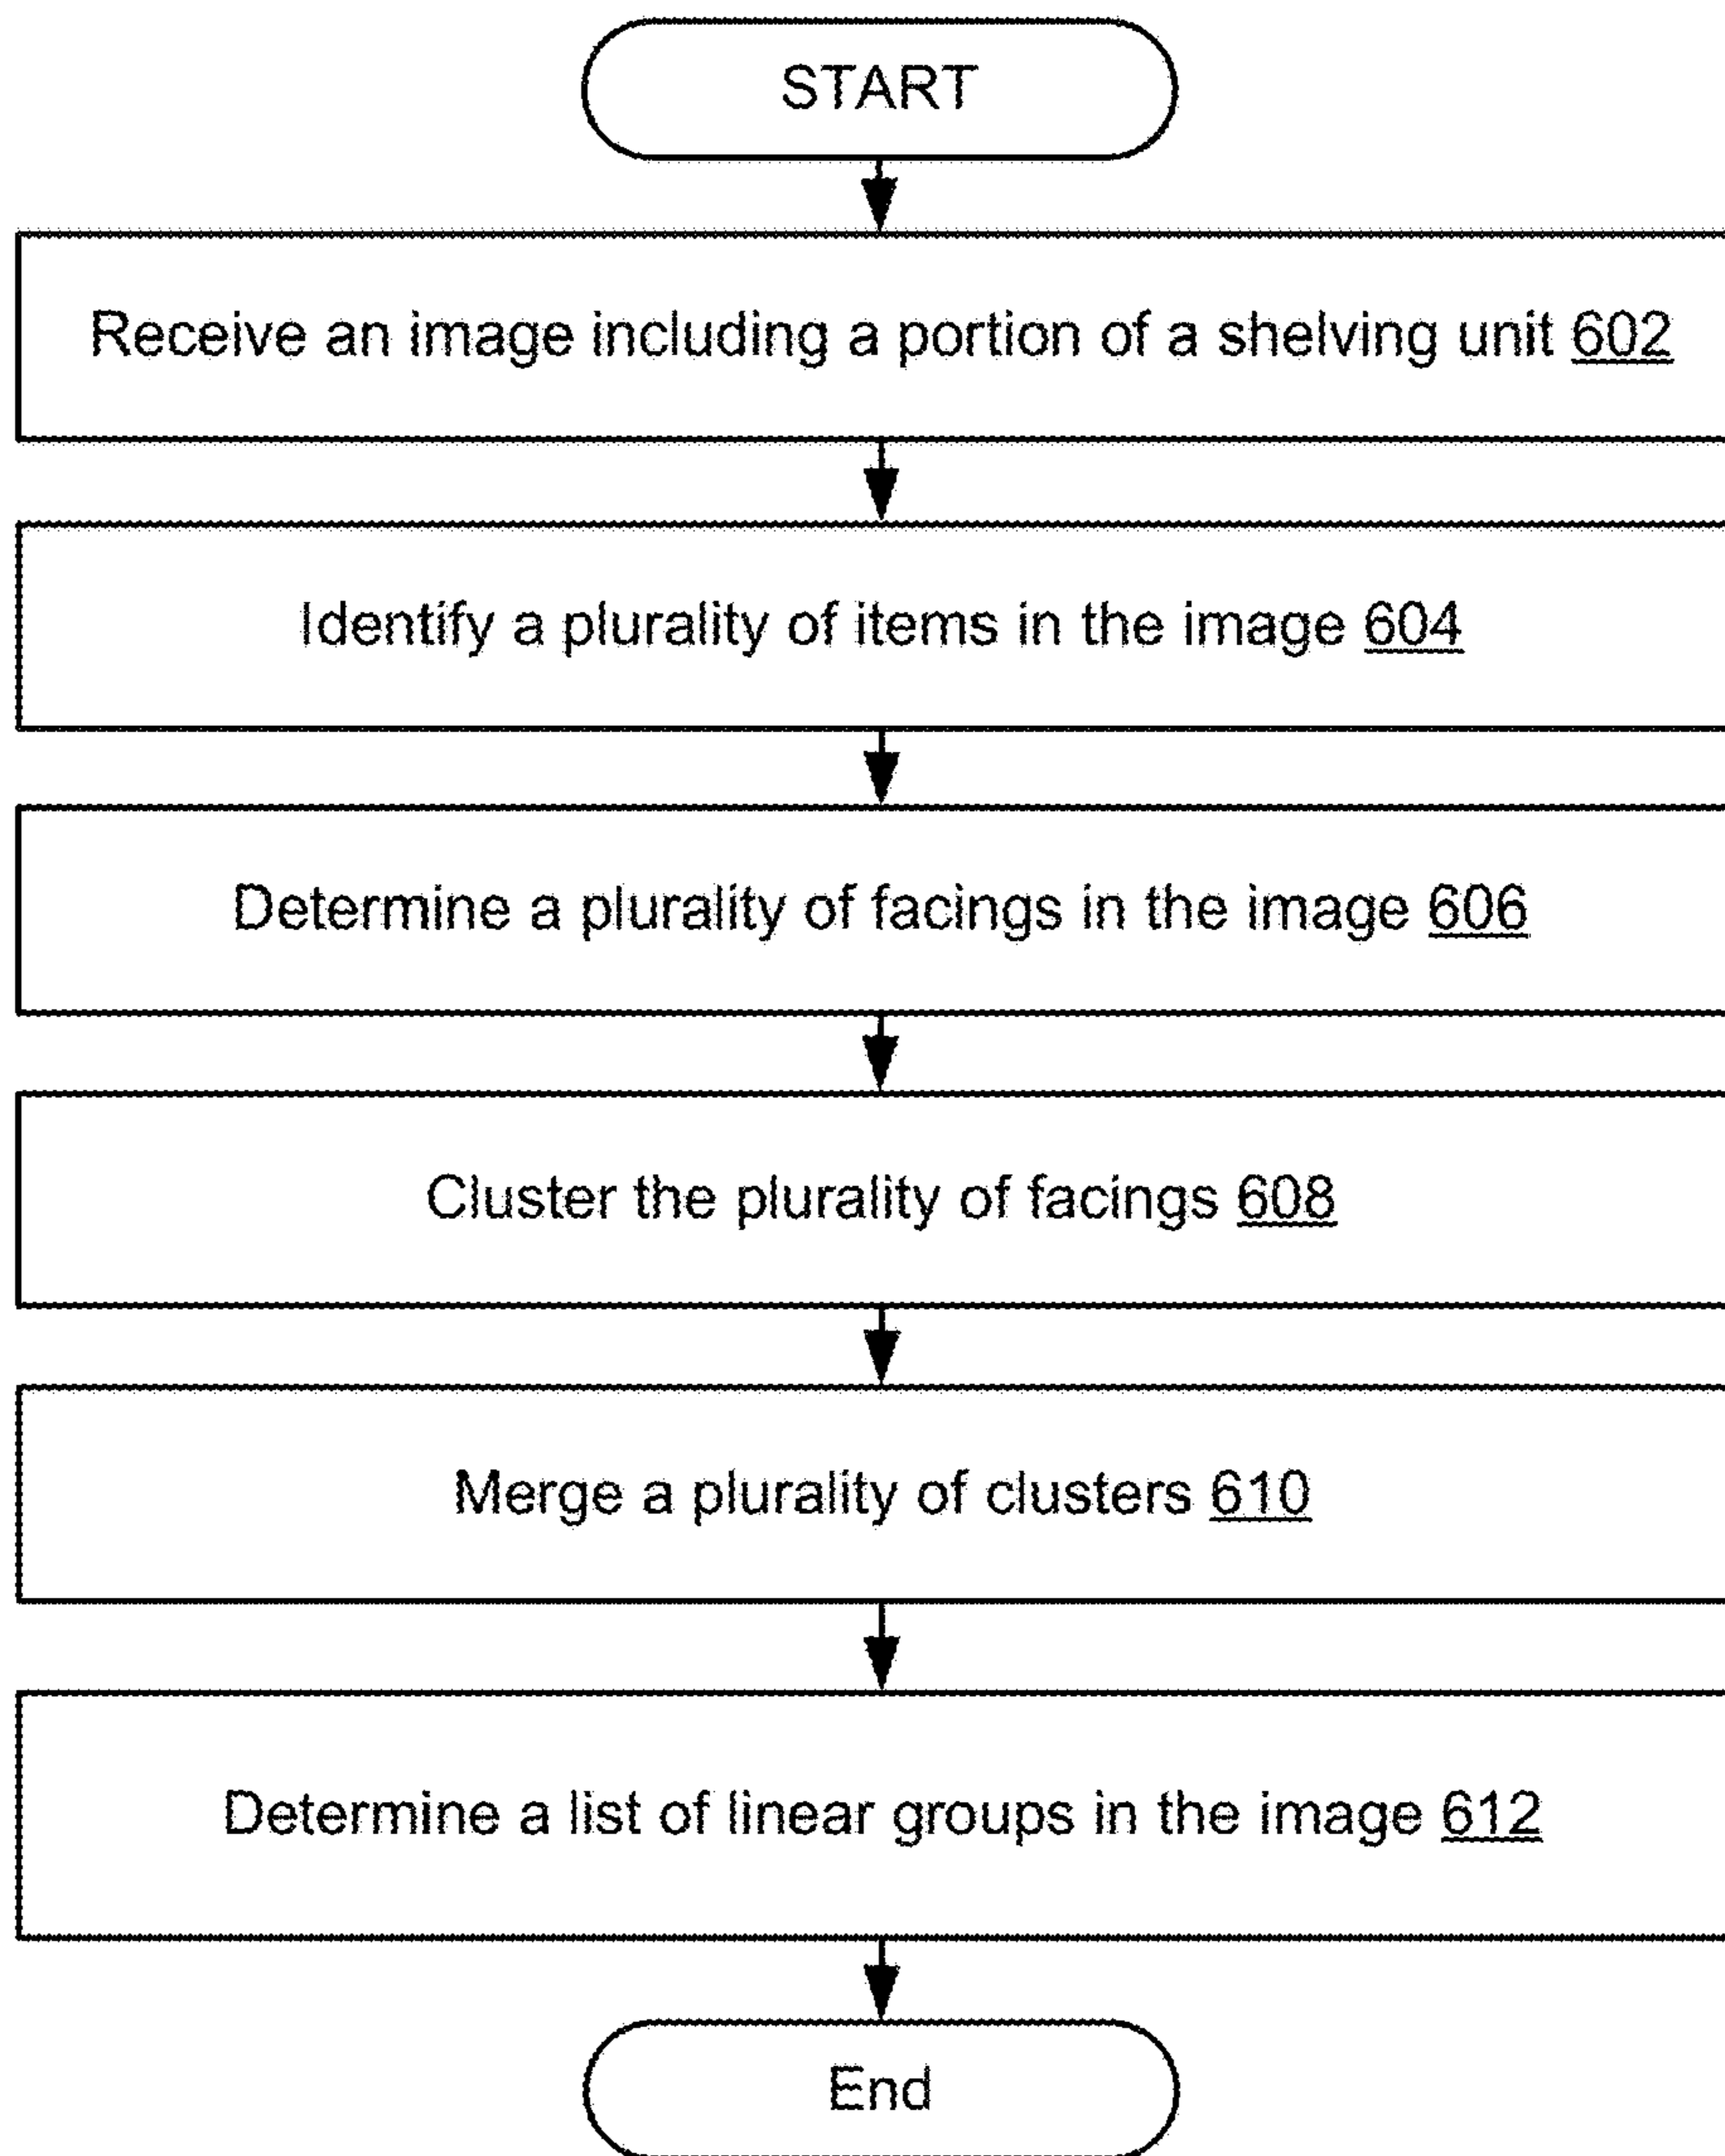 START
Receive an image including a portion of a shelving unit 602
Identify a plurality of items in the image 604
Determine a plurality of facings in the image 606
Cluster the plurality of facings 608
Merge a plurality of clusters 610
Determine a list of linear groups in the image 612
End